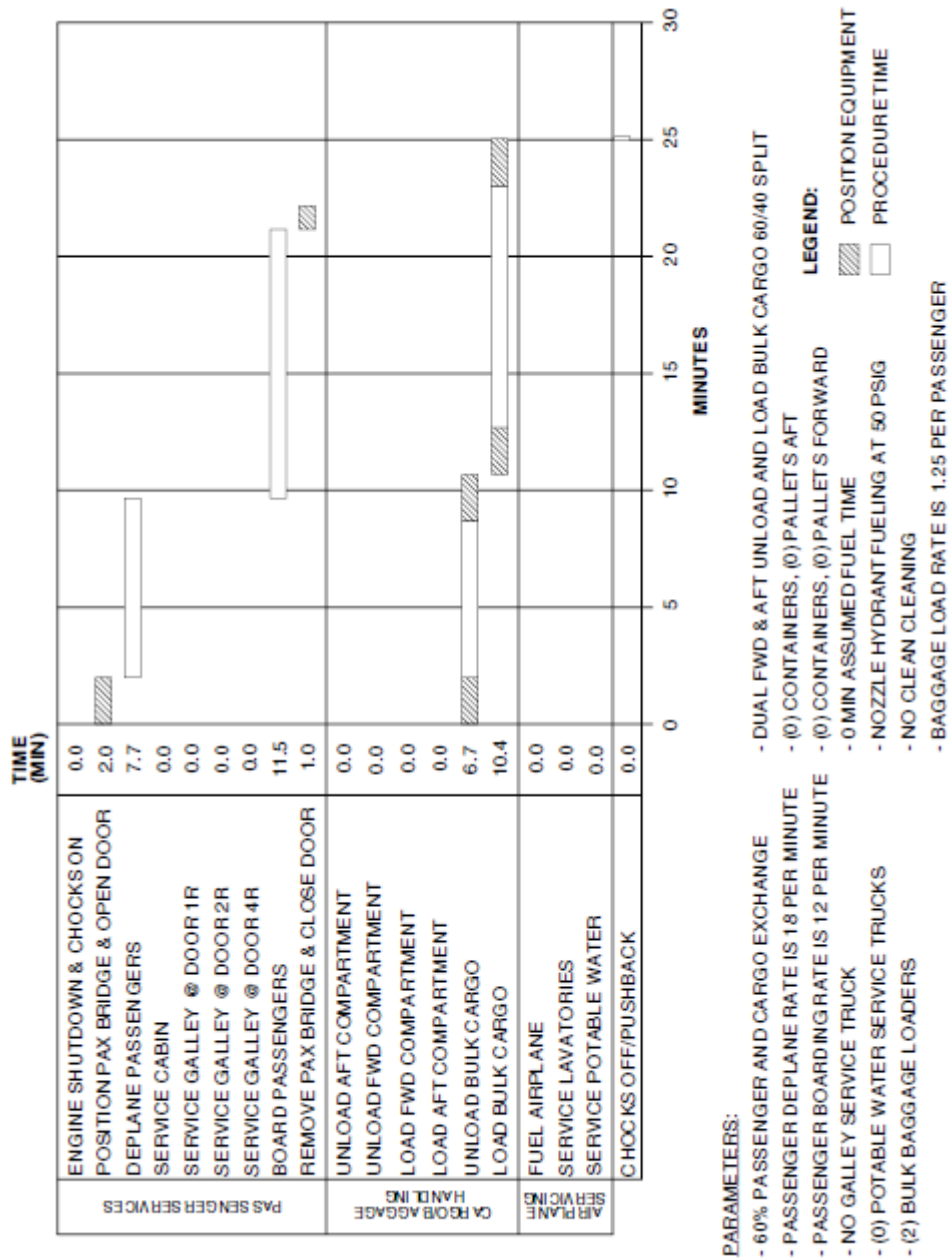 TIME
(MIN)
PASSENGER SERVICES
ENGINE SHUTDOWN & CHOCKS ON 0.0
POSITION PAX BRIDGE & OPEN DOOR 2.0
DEPLANE PASSENGERS 7.7
SERVICE CABIN 0.0
SERVICE GALLEY @ DOOR 1R 0.0
SERVICE GALLEY @ DOOR 2R 0.0
SERVICE GALLEY @ DOOR 4R 0.0
BOARD PASSENGERS 11.5
REMOVE PAX BRIDGE & CLOSE DOOR 1.0
CARGO/BAGGAGE
HANDLING
UNLOAD AFT COMPARTMENT 0.0
UNLOAD FWD COMPARTMENT 0.0
LOAD FWD COMPARTMENT 0.0
LOAD AFT COMPARTMENT 0.0
UNLOAD BULK CARGO 6.7
LOAD BULK CARGO 10.4
AIRPLANE
SERVICING
FUEL AIRPLANE 0.0
SERVICE LAVATORIES 0.0
SERVICE POTABLE WATER 0.0
CHOCKS OFF/PUSHBACK 0.0
0 5 10 15 20 25 30
MINUTES
PARAMETERS:
- 60% PASSENGER AND CARGO EXCHANGE
- PASSENGER DEPLANE RATE IS 18 PER MINUTE
- PASSENGER BOARDING RATE IS 12 PER MINUTE
- NO GALLEY SERVICE TRUCK
- (0) POTABLE WATER SERVICE TRUCKS
- (2) BULK BAGGAGE LOADERS
- DUAL FWD & AFT UNLOAD AND LOAD BULK CARGO 60/40 SPLIT
- (0) CONTAINERS, (0) PALLETS AFT
- (0) CONTAINERS, (0) PALLETS FORWARD
- 0 MIN ASSUMED FUEL TIME
- NOZZLE HYDRANT FUELING AT 50 PSIG
- NO CLEAN CLEANING
- BAGGAGE LOAD RATE IS 1.25 PER PASSENGER
LEGEND:
POSITION EQUIPMENT
PROCEDURE TIME